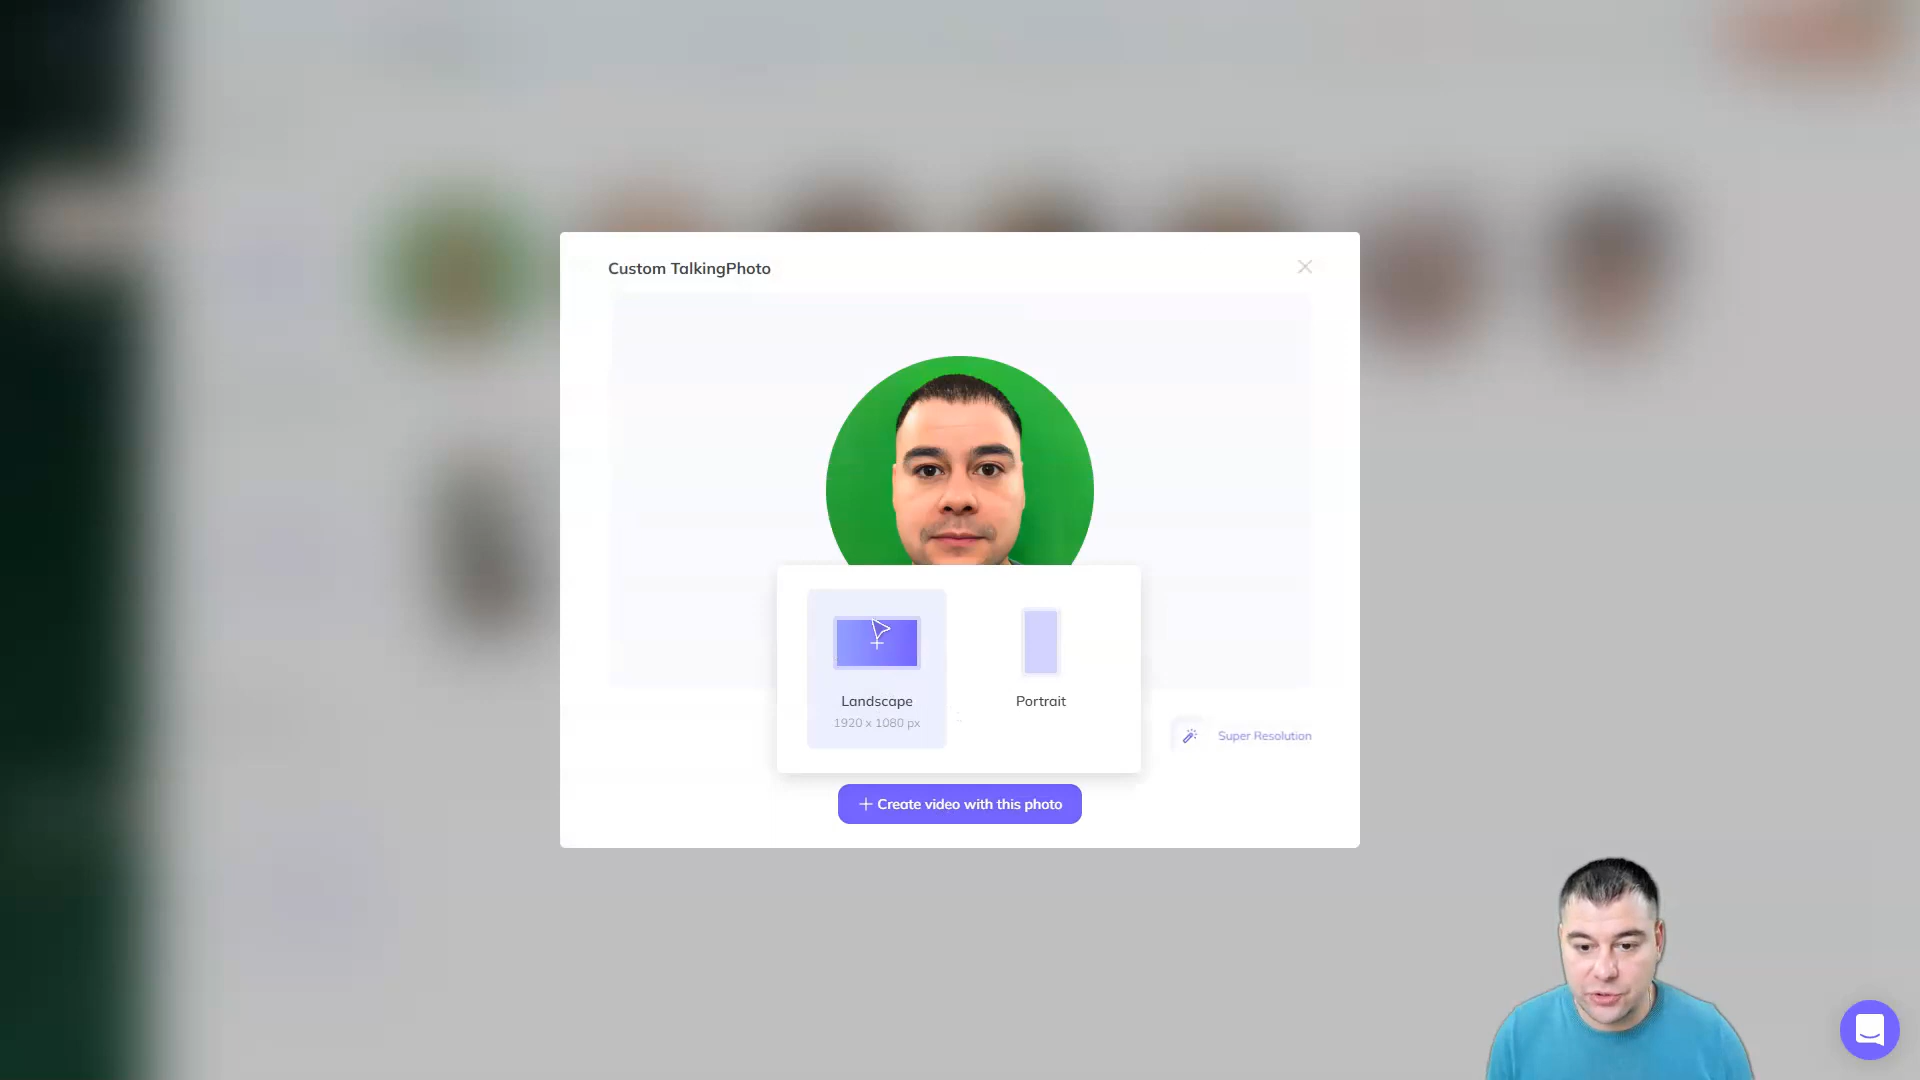 Custom TalkingPhoto
Landscape
1920 x 1080 px
Portrait
Super Resolution
Create video with this photo